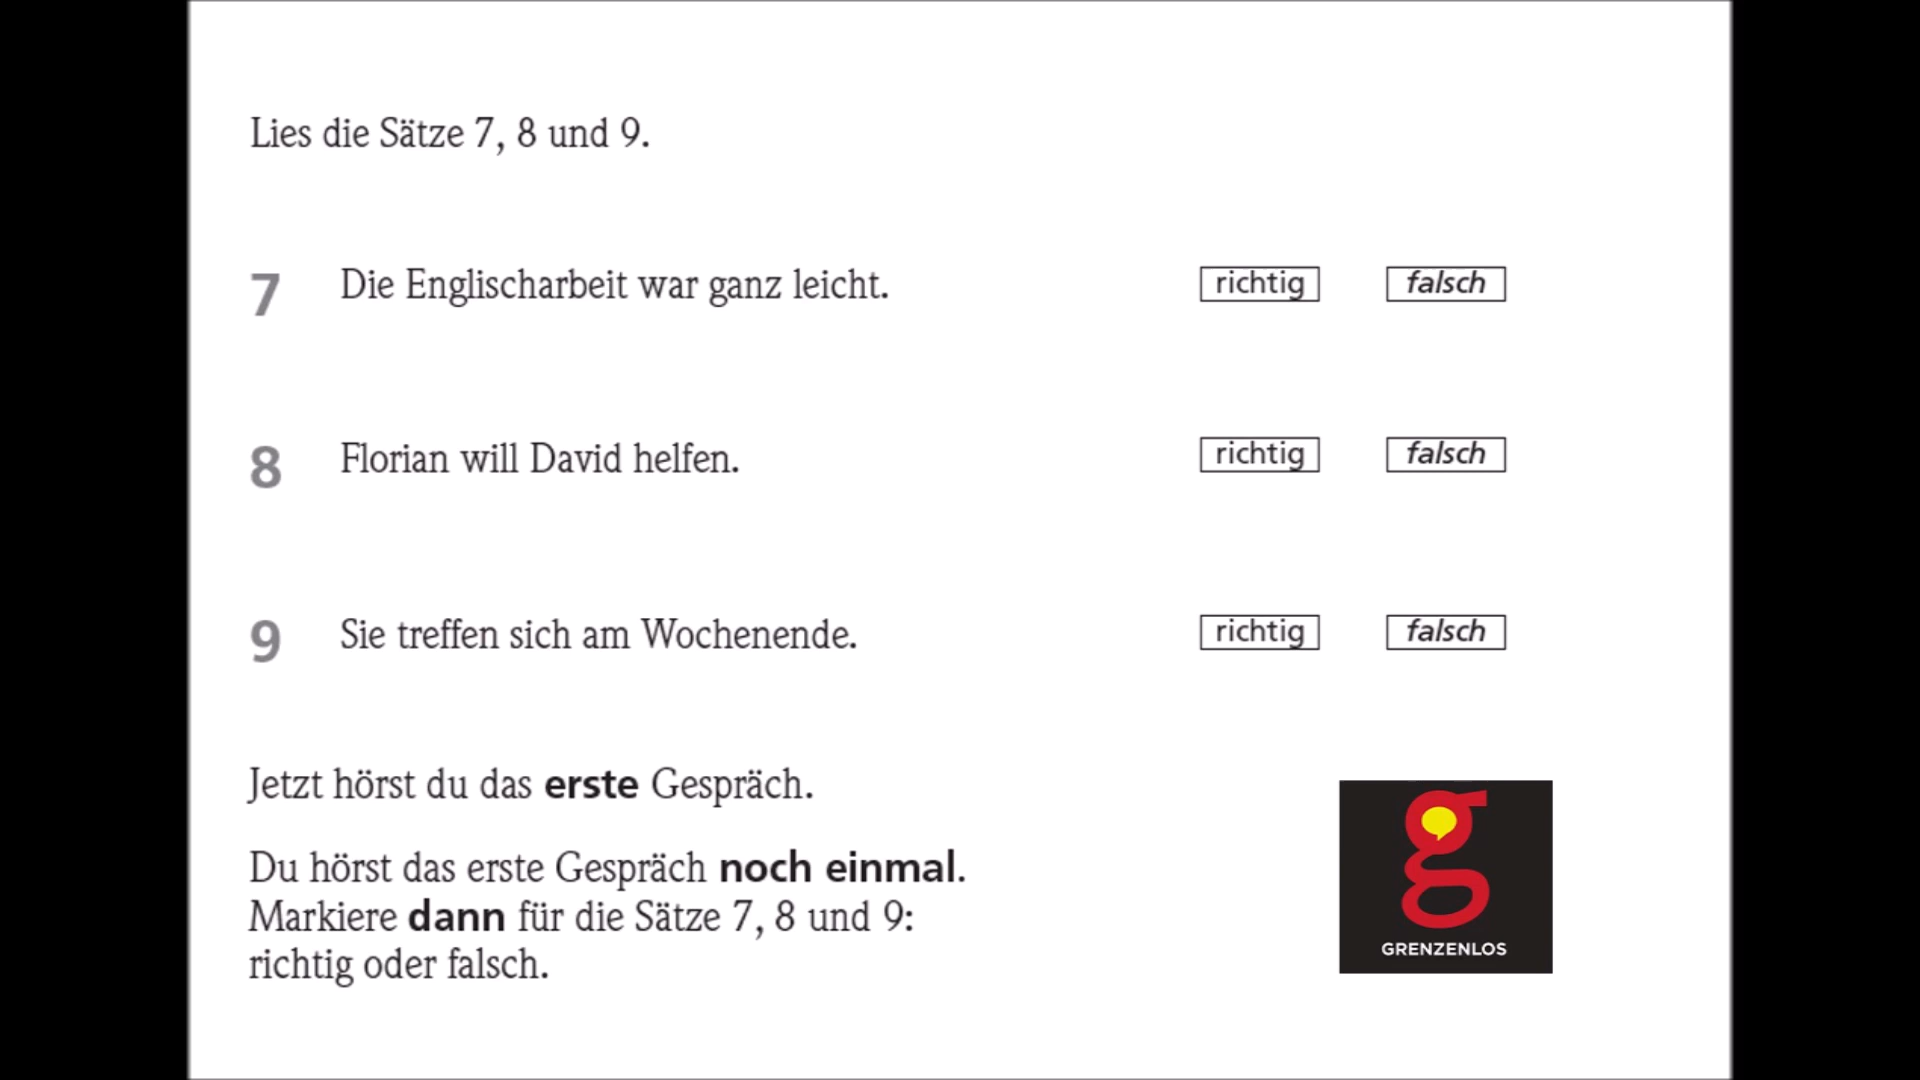 Lies die Sätze 7, 8 und 9.
7 Die Englischarbeit war ganz leicht. richtig falsch
8 Florian will David helfen. richtig falsch
9 Sie treffen sich am Wochenende. richtig falsch
Jetzt hörst du das erste Gespräch.
Du hörst das erste Gespräch noch einmal.
Markiere dann für die Sätze 7, 8 und 9:
richtig oder falsch.
g
GRENZENLOS